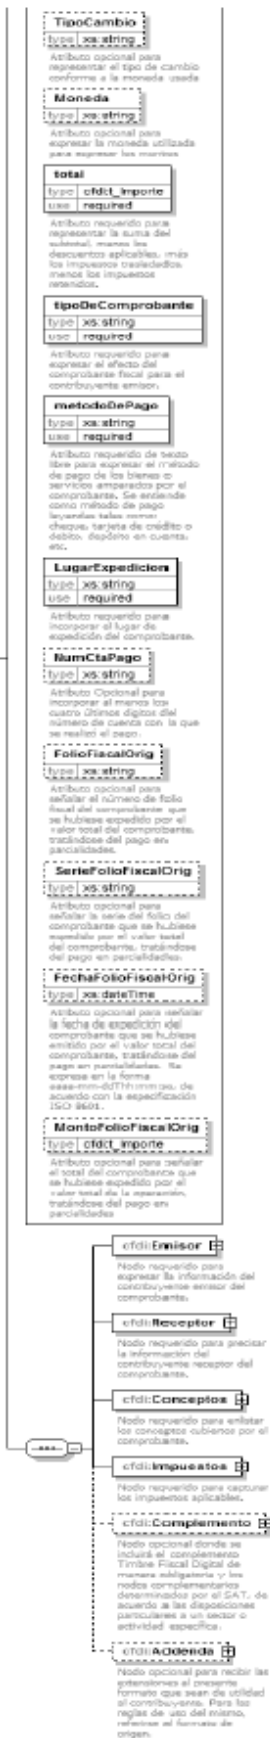 TipoCambio
type xs:string
Atributo opcional para
representar el tipo de cambio
conforme a la moneda usada
Moneda
type xs:string
Atributo opcional para
expresar la moneda utilizada
para expresar los montos
total
type cfdi:t_Importe
use required
Atributo requerido para
representar la suma del
subtotal, menos los
descuentos aplicables, más
los impuestos trasladados,
menos los impuestos
retenidos.
tipoDeComprobante
type xs:string
use required
Atributo requerido para
expresar el efecto del
comprobante fiscal para el
contribuyente emisor.
metodoDePago
type xs:string
use required
Atributo requerido de texto
libre para expresar el método
de pago de los bienes o
servicios amparados por el
comprobante. Se entiende
como método de pago
leyendas tales como:
cheque, tarjeta de crédito o
debito, depósito en cuenta,
etc.
LugarExpedicion
type xs:string
use required
Atributo requerido para
incorporar el lugar de
expedición del comprobante.
NumCtaPago
type xs:string
Atributo Opcional para
incorporar al menos los
cuatro últimos digitos del
número de cuenta con la que
se realizó el pago.
FolioFiscalOrig
type xs:string
Atributo opcional para
señalar el número de folio
fiscal del comprobante que
se hubiese expedido por el
valor total del comprobante,
tratándose del pago en
parcialidades.
SerieFolioFiscalOrig
type xs:string
Atributo opcional para
señalar la serie del folio del
comprobante que se hubiese
expedido por el valor total
del comprobante, tratándose
del pago en parcialidades.
FechaFolioFiscalOrig
type xs:dateTime
Atributo opcional para señalar
la fecha de expedición del
comprobante que se hubiese
emitido por el valor total del
comprobante, tratándose del
pago en parcialidades. Se
expresa en la forma
aaaa-mm-ddThh:mm:ss, de
acuerdo con la especificación
ISO 8601.
MontoFolioFiscalOrig
type cfdi:t_Importe
Atributo opcional para señalar
el total del comprobante que
se hubiese expedido por el
valor total de la operación,
tratándose del pago en
parcialidades
cfdi:Emisor
Nodo requerido para
expresar la información del
contribuyente emisor del
comprobante.
cfdi:Receptor
Nodo requerido para precisar
la información del
contribuyente receptor del
comprobante.
cfdi:Conceptos
Nodo requerido para enlistar
los conceptos cubiertos por el
comprobante.
cfdi:Impuestos
Nodo requerido para capturar
los impuestos aplicables.
cfdi:Complemento
Nodo opcional donde se
incluirá el complemento
Timbre Fiscal Digital de
manera obligatoria y los
nodos complementarios
determinados por el SAT, de
acuerdo a las disposiciones
particulares a un sector o
actividad específica.
cfdi:Addenda
Nodo opcional para recibir las
extensiones al presente
formato que sean de utilidad
al contribuyente. Para las
reglas de uso del mismo,
referirse al formato de
origen.